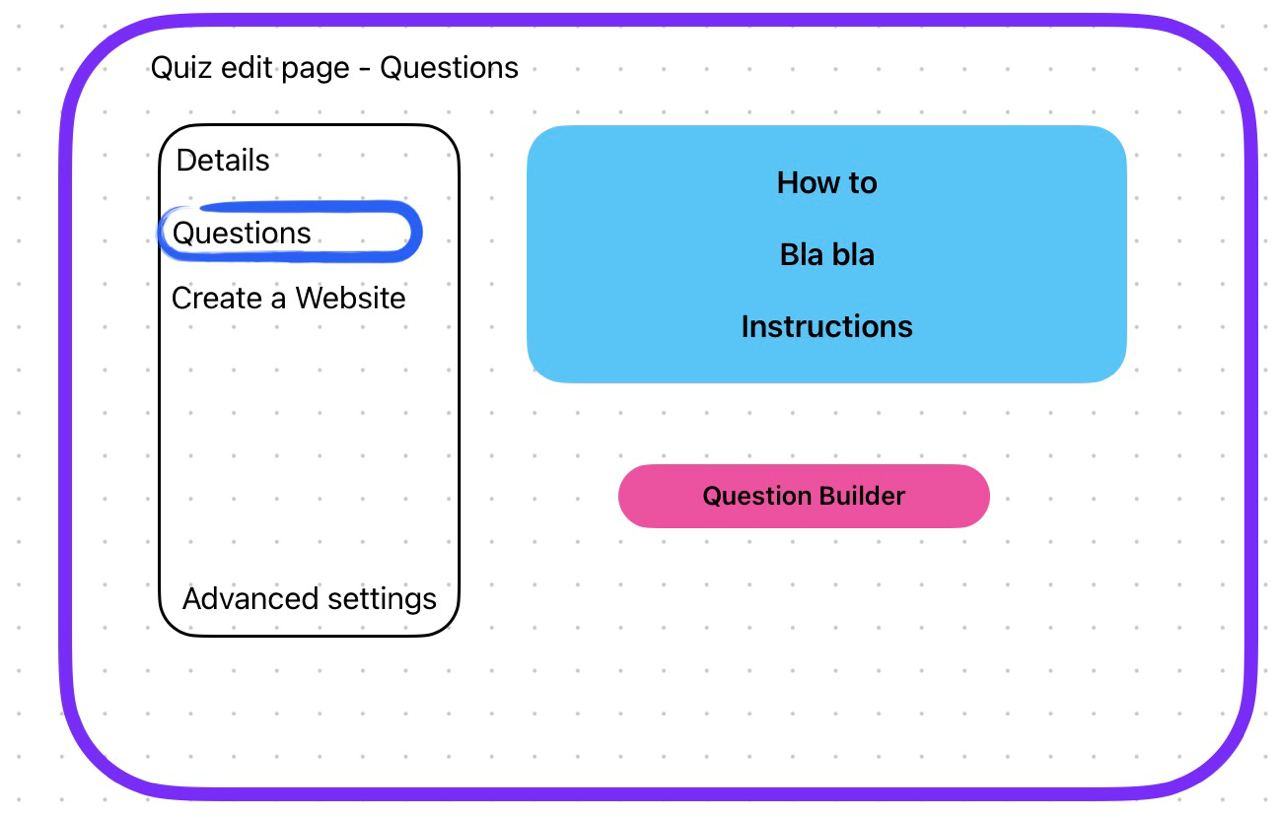 Quiz edit page - Questions
Details
Questions
Create a Website
Advanced settings
How to
Bla bla
Instructions
Question Builder